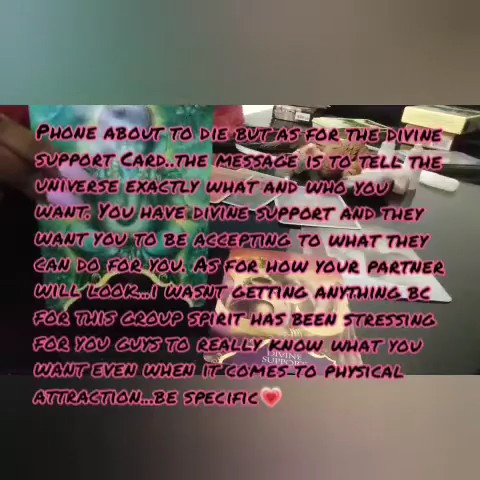 Phone about to die but as for the divine
support Card..the message is to tell the
universe exactly what and who you
want. You have divine support and they
want you to be accepting to what they
can do for you. As for how your partner
will look...i wasnt getting anything bc
for this group spirit has been stressing
for you guys to really know what you
want even when it comes to physical
attraction...be specific💗
DIVINE
SUPPORT